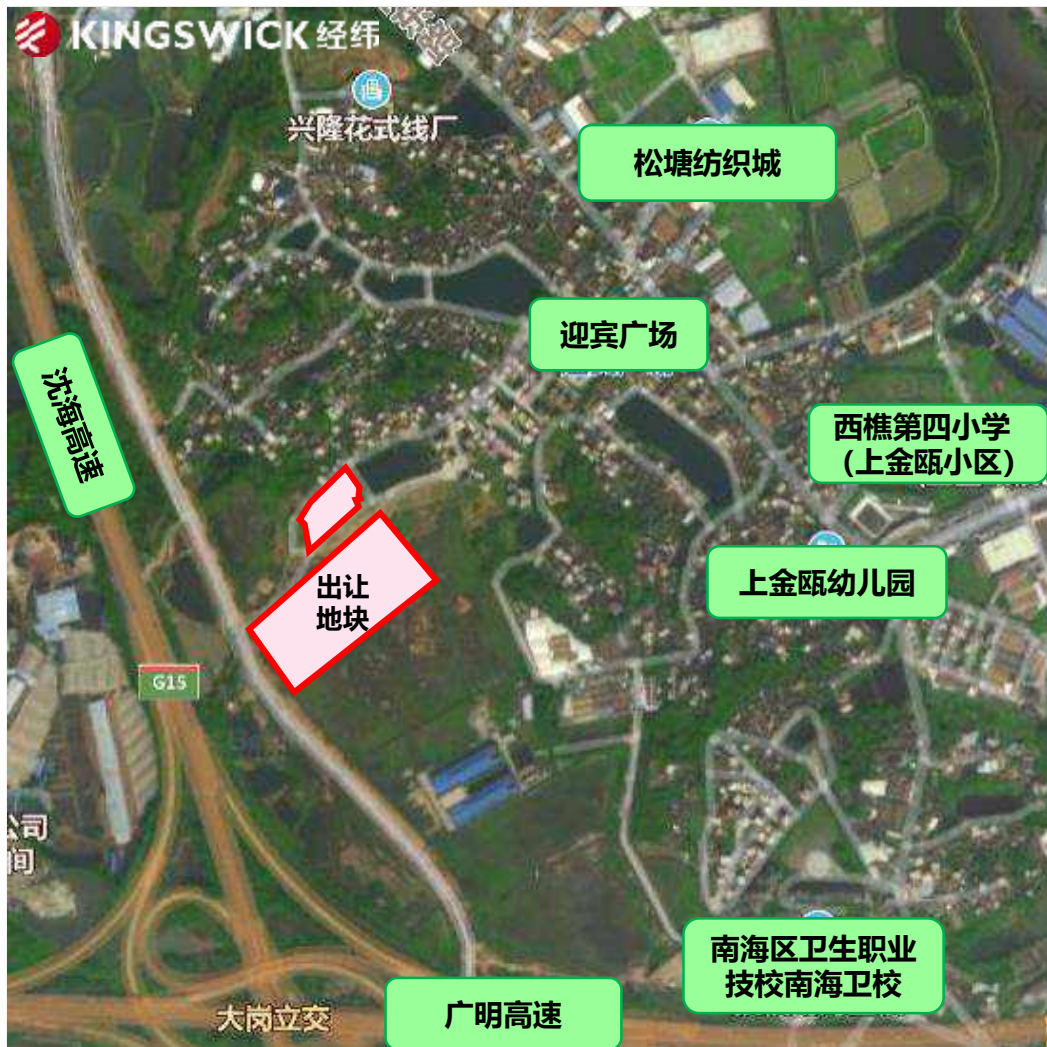 KINGSWICK 经纬
兴隆花式线厂
松塘纺织城
迎宾广场
沈海高速
西樵第四小学
(上金瓯小区)
出让
地块
上金瓯幼儿园
G15
公司
间
南海区卫生职业
技校南海卫校
广明高速
大岗立交